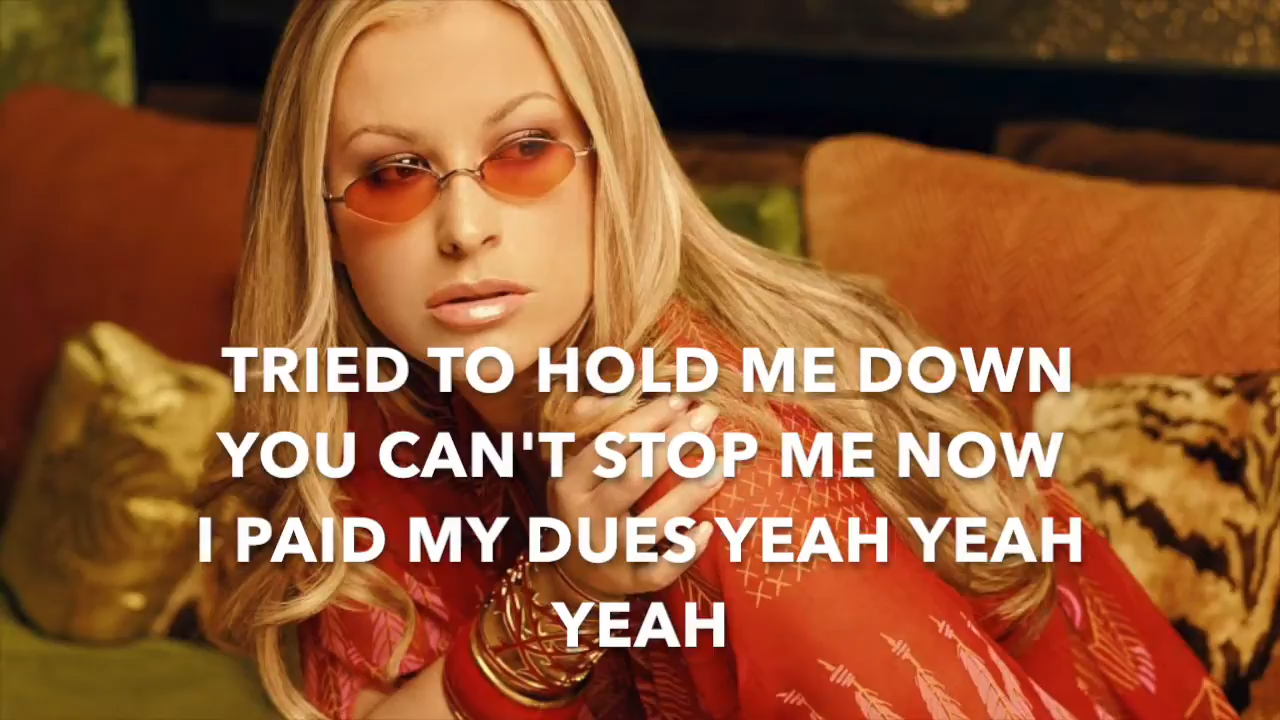 TRIED TO HOLD ME DOWN
YOU CAN'T STOP ME NOW
I PAID MY DUES YEAH YEAH
YEAH